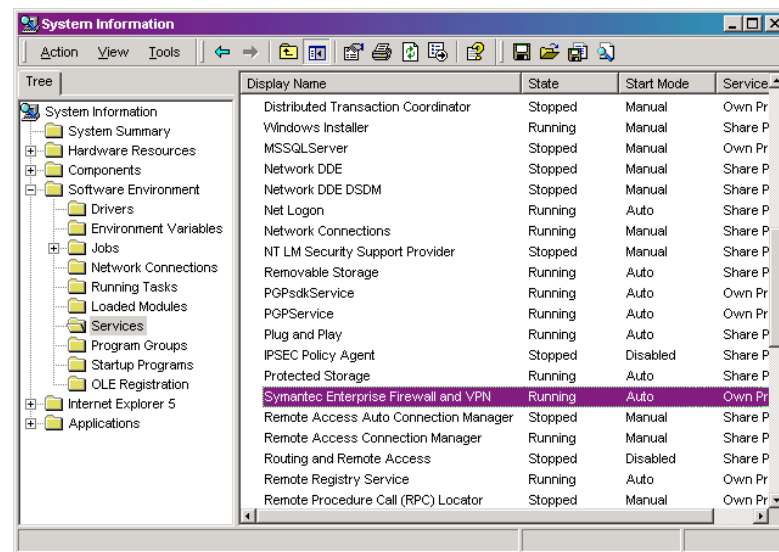 System Information
Action View Tools
Tree
System Information
System Summary
Hardware Resources
Components
Software Environment
Drivers
Environment Variables
Jobs
Network Connections
Running Tasks
Loaded Modules
Services
Program Groups
Startup Programs
OLE Registration
Internet Explorer 5
Applications
Display Name State Start Mode Service
Distributed Transaction Coordinator Stopped Manual Own Pr
Windows Installer Running Manual Share P
MSSQLServer Stopped Manual Own Pr
Network DDE Stopped Manual Share P
Network DDE DSDM Stopped Manual Share P
Net Logon Running Auto Share P
Network Connections Running Manual Share P
NT LM Security Support Provider Stopped Manual Share P
Removable Storage Running Auto Share P
PGPsdkService Running Auto Own Pr
PGPService Running Auto Own Pr
Plug and Play Running Auto Share P
IPSEC Policy Agent Stopped Disabled Share P
Protected Storage Running Auto Share P
Symantec Enterprise Firewall and VPN Running Auto Own Pr
Remote Access Auto Connection Manager Stopped Manual Share P
Remote Access Connection Manager Running Manual Share P
Routing and Remote Access Stopped Disabled Share P
Remote Registry Service Running Auto Own Pr
Remote Procedure Call (RPC) Locator Stopped Manual Own Pr